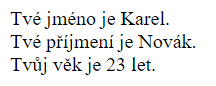 Tvé jméno je Karel.
Tvé příjmení je Novák.
Tvůj věk je 23 let.